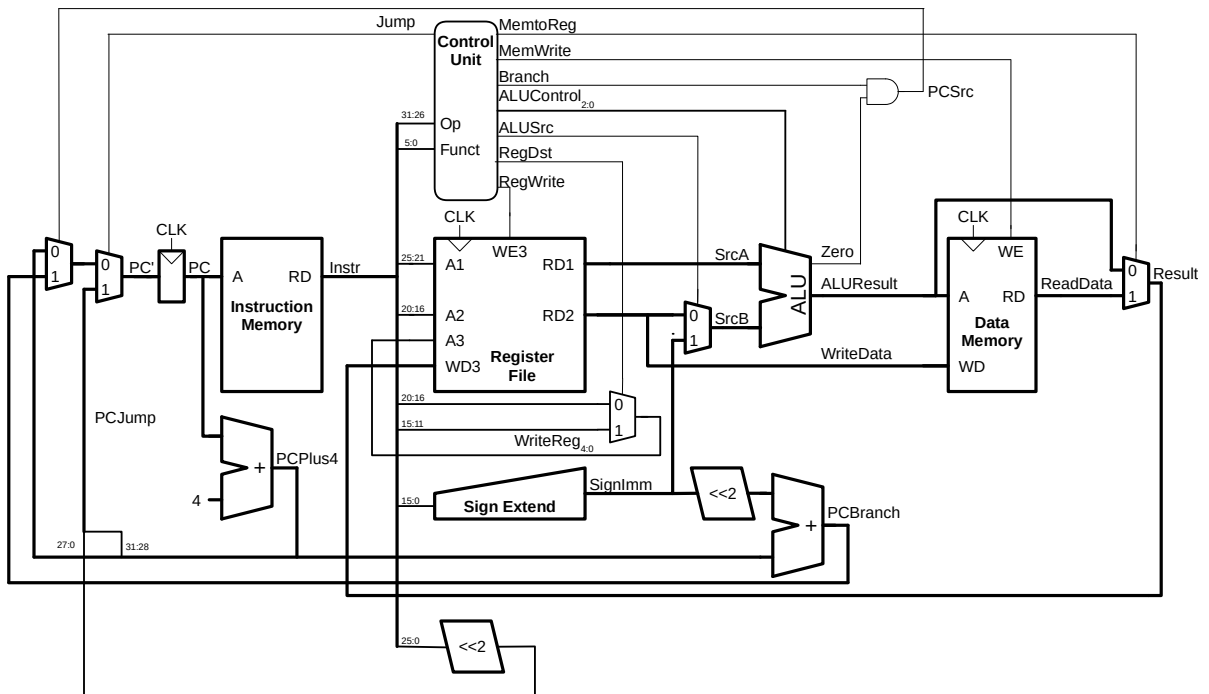 Jump
MemtoReg
Control
Unit
MemWrite
Branch
ALUControl2:0
PCSrc
31:26
Op
ALUSrc
5:0
Funct
RegDst
RegWrite
CLK
CLK
CLK
0
1
0
1
PC'
PC
A
RD
Instr
Instruction
Memory
25:21
A1
WE3
RD1
SrcA
Zero
WE
20:16
A2
RD2
0
1
SrcB
ALU
ALUResult
A
RD
ReadData
0
1
Result
A3
Data
Memory
WD3
Register
File
WriteData
WD
PCJump
20:16
0
15:11
1
WriteReg4:0
PCPlus4
+
4
SignImm
15:0
Sign Extend
<<2
PCBranch
+
27:0
31:28
25:0
<<2